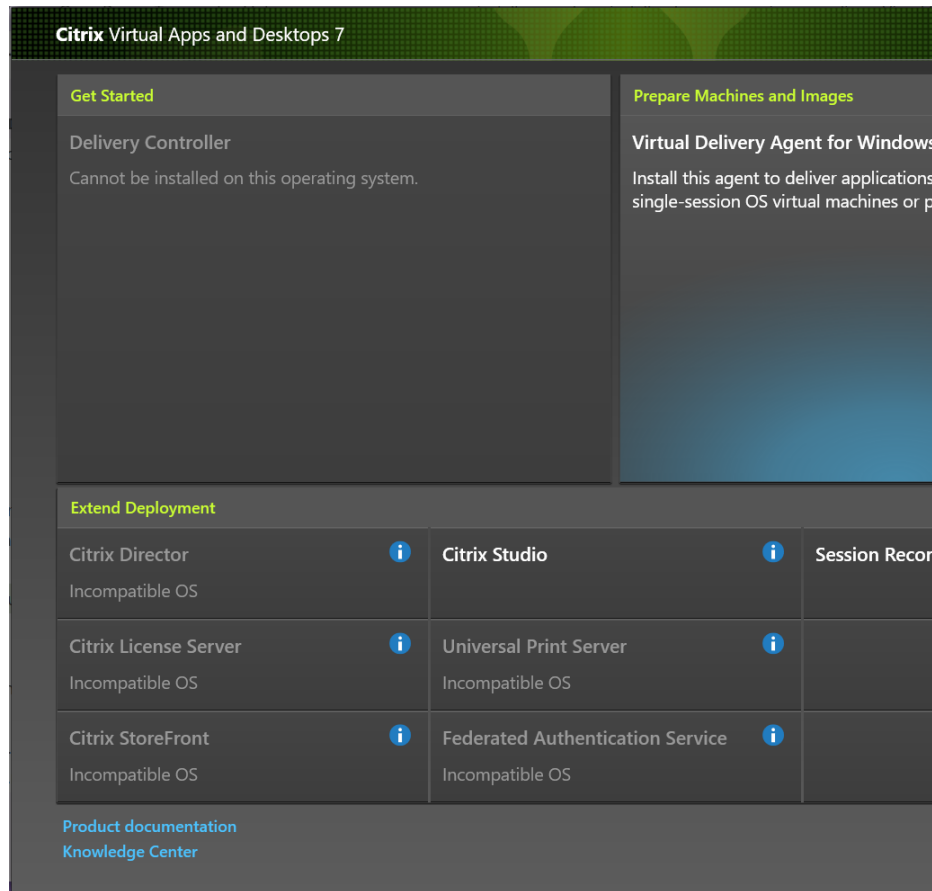 Citrix Virtual Apps and Desktops 7
Get Started
Delivery Controller
Cannot be installed on this operating system.
Prepare Machines and Images
Virtual Delivery Agent for Windows
Install this agent to deliver applications
single-session OS virtual machines or p
Extend Deployment
Citrix Director
Incompatible OS
Citrix Studio
Session Recor
Citrix License Server
Incompatible OS
Universal Print Server
Incompatible OS
Citrix StoreFront
Incompatible OS
Federated Authentication Service
Incompatible OS
Product documentation
Knowledge Center